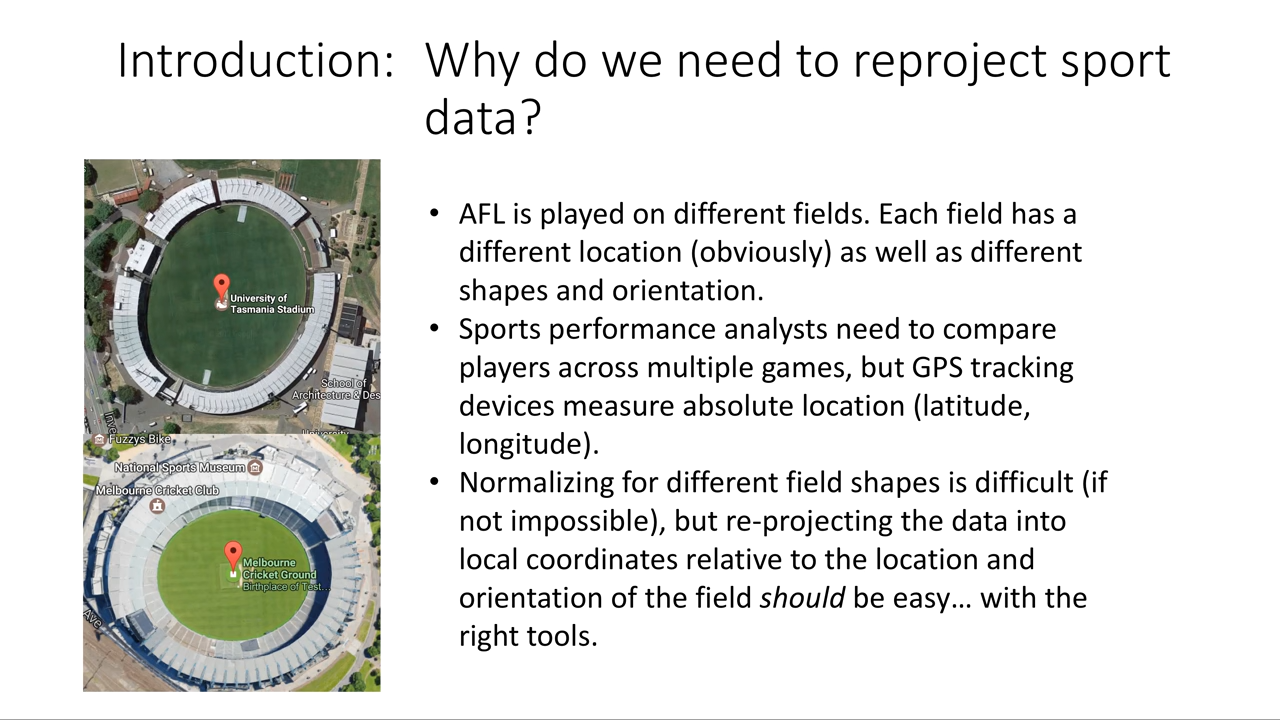 Introduction: Why do we need to reproject sport
data?
University of
Tasmania Stadium
School of
Architecture & Des
Inve
University
Fuzzys Bike
National Sports Museum
Melbourne Cricket Club
Melbourne
Cricket Ground
Birthplace of Test...
Ave
• AFL is played on different fields. Each field has a
different location (obviously) as well as different
shapes and orientation.
• Sports performance analysts need to compare
players across multiple games, but GPS tracking
devices measure absolute location (latitude,
longitude).
• Normalizing for different field shapes is difficult (if
not impossible), but re-projecting the data into
local coordinates relative to the location and
orientation of the field should be easy… with the
right tools.